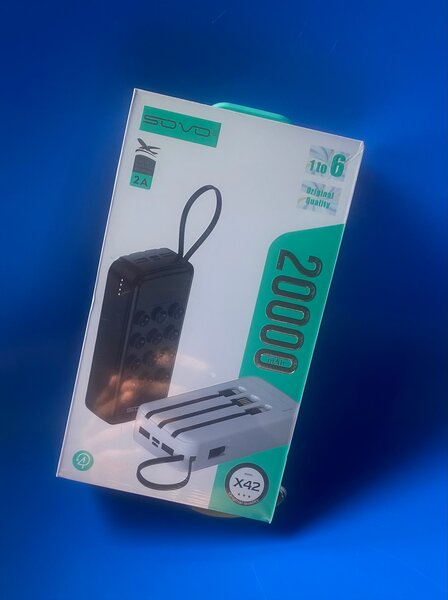 SOVO
2A
1 to 6
Original
Quality
20000
mAh
X42